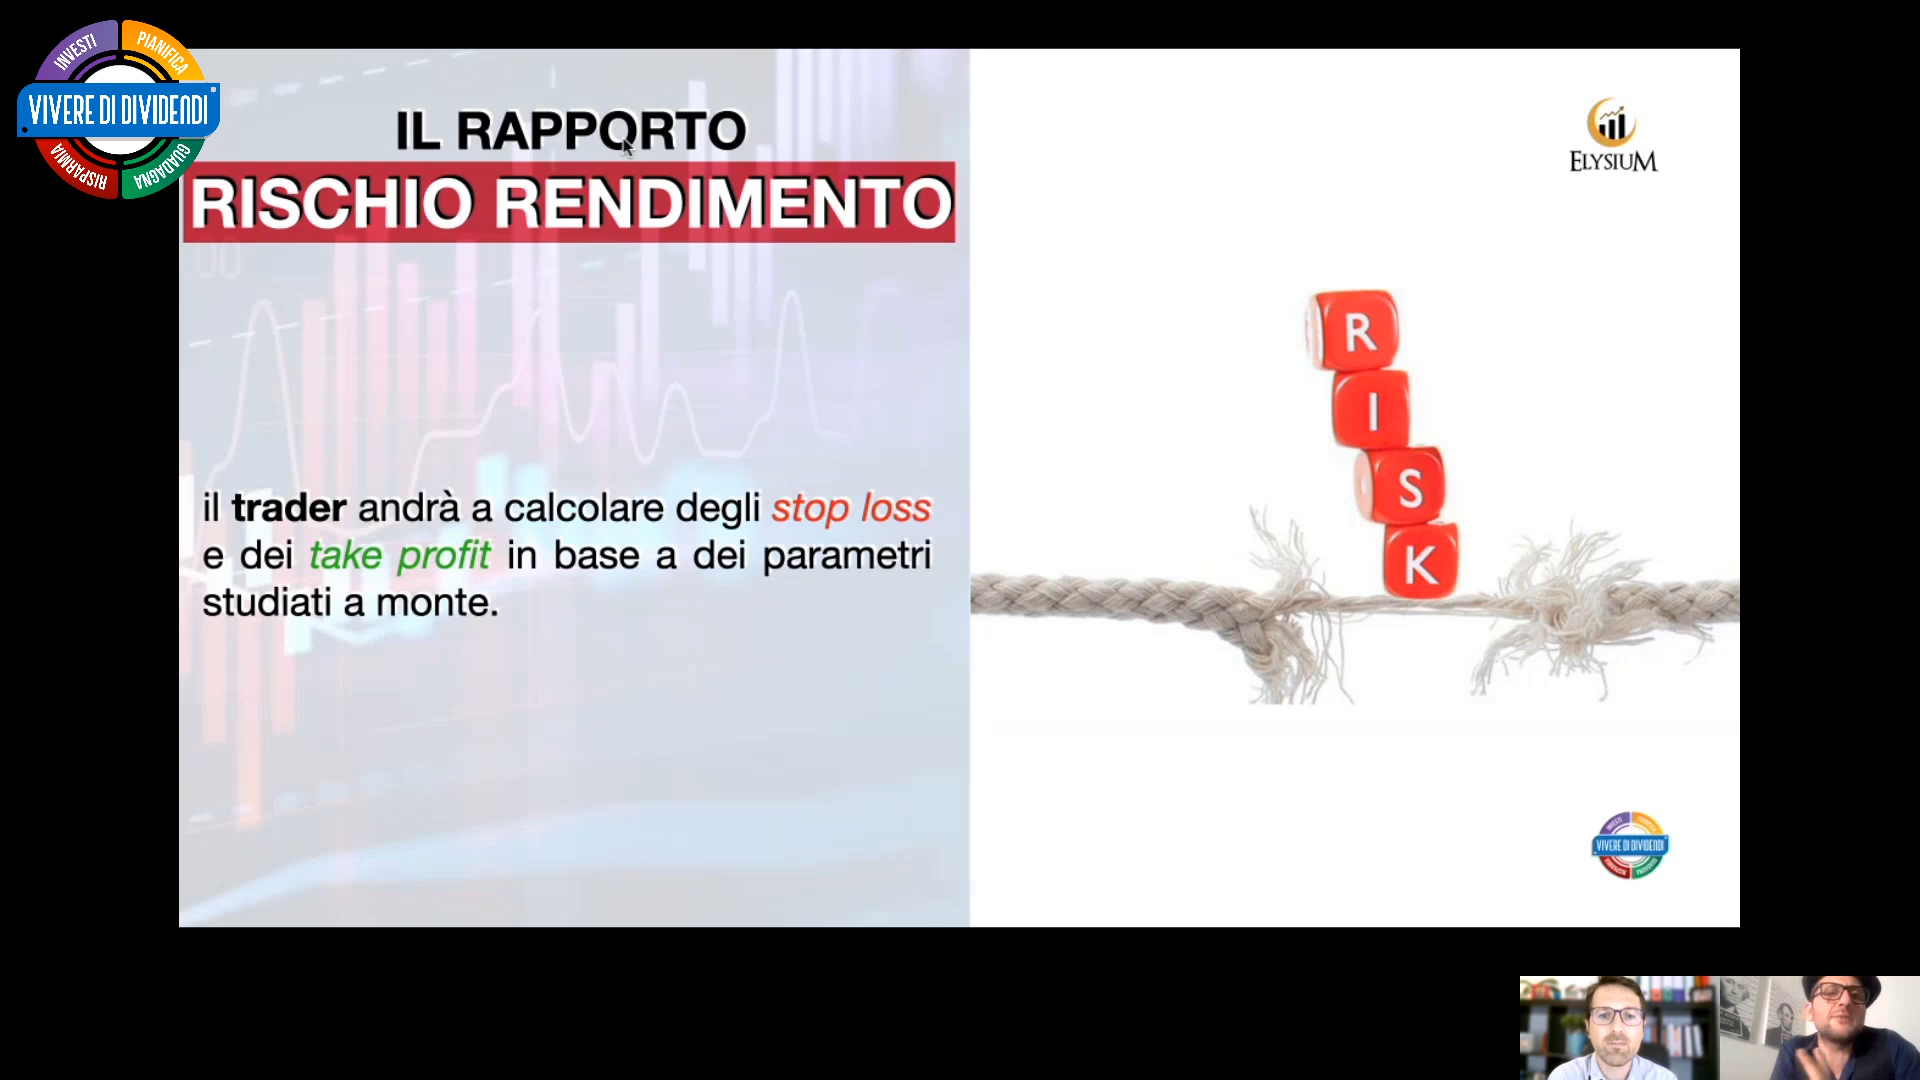 INVESTI
PIANIFICA
VIVERE DI DIVIDENDI
RISPARMIA
GUADAGNA
IL RAPPORTO
RISCHIO RENDIMENTO
il trader andrà a calcolare degli stop loss
e dei take profit in base a dei parametri
studiati a monte.
ELYSIUM
R
I
S
K
VIVERE DI DIVIDENDI